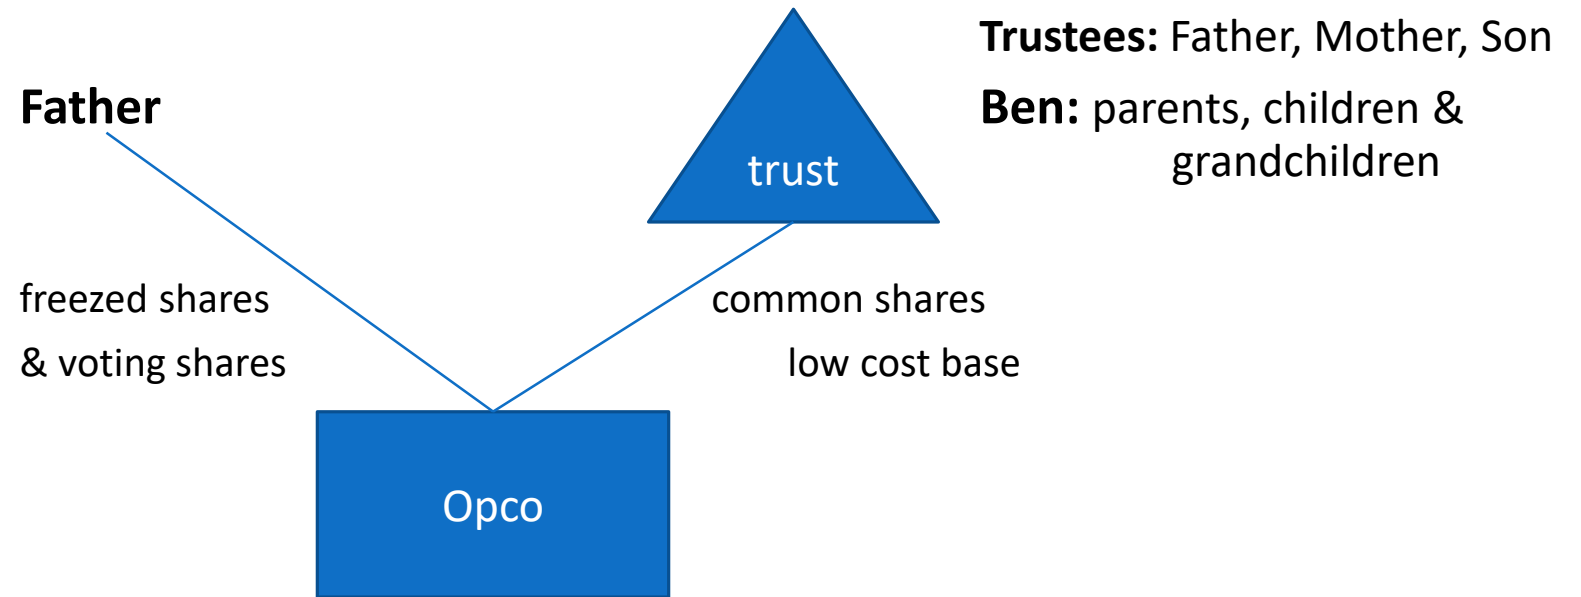 Trustees: Father, Mother, Son
Father
Ben: parents, children &
grandchildren
trust
freezed shares
& voting shares
common shares
low cost base
Opco